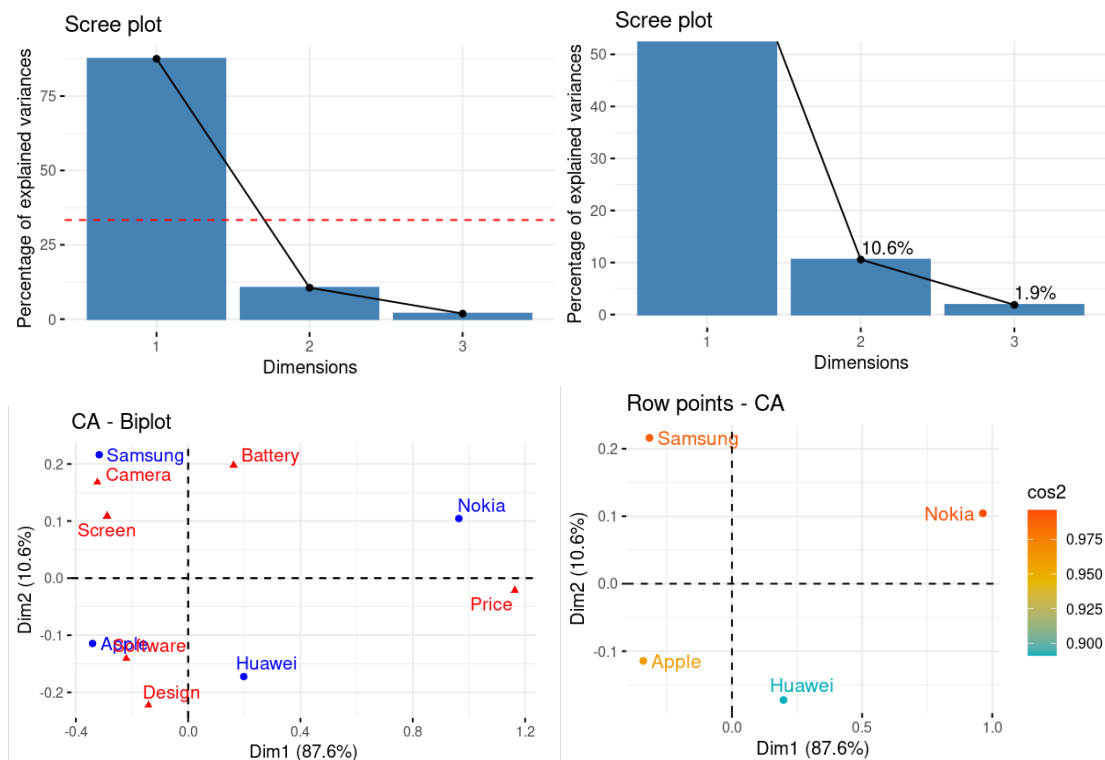 Scree plot
Percentage of explained variances
75
50
25
0
1
2
3
Dimensions
Scree plot
Percentage of explained variances
50
40
30
20
10
0
10.6%
1.9%
1
2
3
Dimensions
CA - Biplot
Dim2 (10.6%)
0.2
0.1
0.0
-0.1
-0.2
Samsung
Camera
Screen
Battery
Nokia
Price
Apple
Software
Huawei
Design
-0.4
0.0
0.4
0.8
1.2
Dim1 (87.6%)
Row points - CA
Dim2 (10.6%)
0.2
0.1
0.0
-0.1
Samsung
Nokia
Apple
Huawei
0.0
0.5
1.0
Dim1 (87.6%)
cos2
0.975
0.950
0.925
0.900